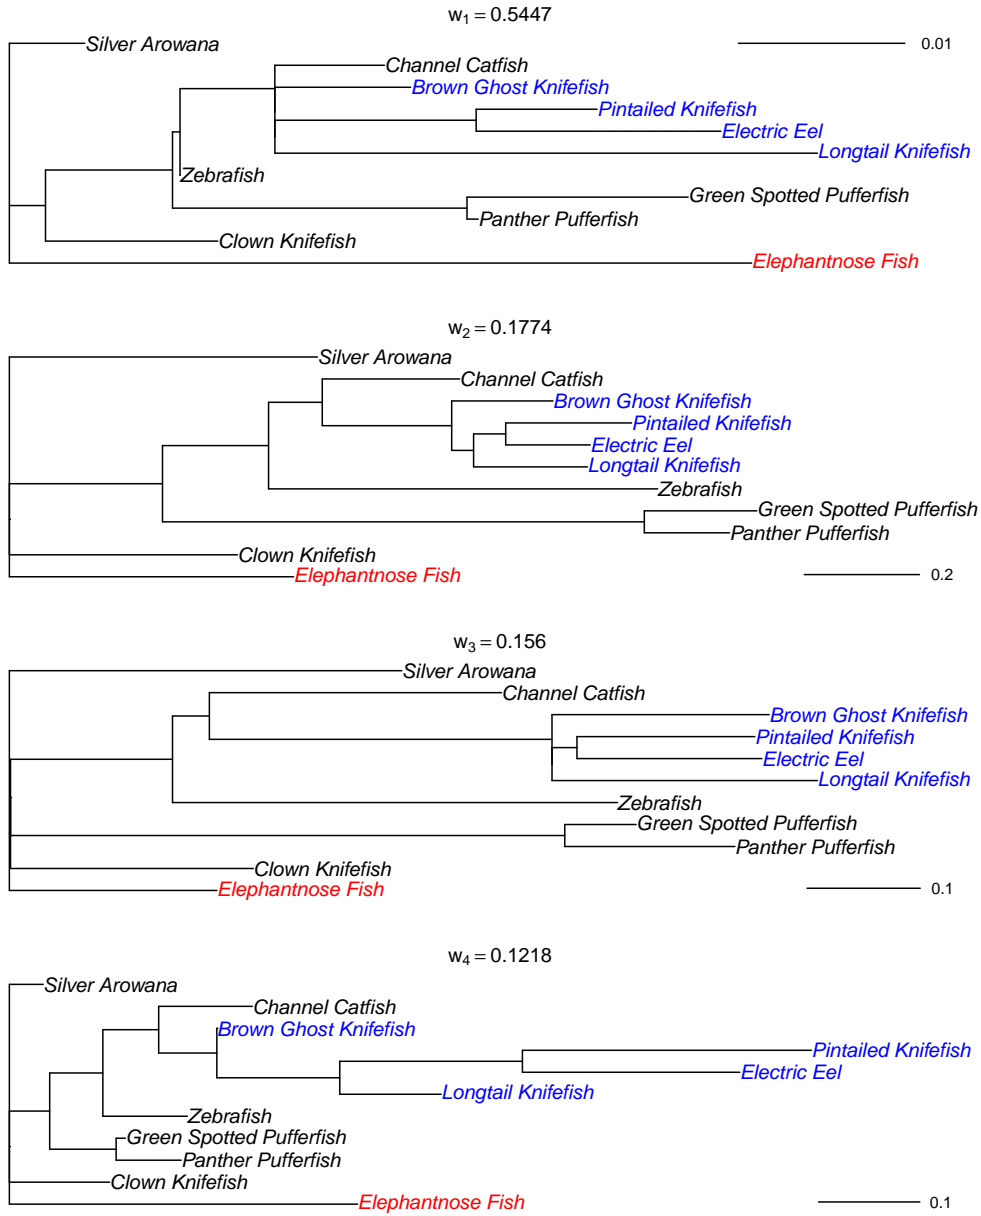 w₁ = 0.5447
Silver Arowana
0.01
Channel Catfish
Brown Ghost Knifefish
Pintailed Knifefish
Electric Eel
Longtail Knifefish
Zebrafish
Green Spotted Pufferfish
Panther Pufferfish
Clown Knifefish
Elephantnose Fish
w₂ = 0.1774
Silver Arowana
Channel Catfish
Brown Ghost Knifefish
Pintailed Knifefish
Electric Eel
Longtail Knifefish
Zebrafish
Green Spotted Pufferfish
Panther Pufferfish
Clown Knifefish
Elephantnose Fish
0.2
w₃ = 0.156
Silver Arowana
Channel Catfish
Brown Ghost Knifefish
Pintailed Knifefish
Electric Eel
Longtail Knifefish
Zebrafish
Green Spotted Pufferfish
Panther Pufferfish
Clown Knifefish
Elephantnose Fish
0.1
w₄ = 0.1218
Silver Arowana
Channel Catfish
Brown Ghost Knifefish
Pintailed Knifefish
Electric Eel
Longtail Knifefish
Zebrafish
Green Spotted Pufferfish
Panther Pufferfish
Clown Knifefish
Elephantnose Fish
0.1